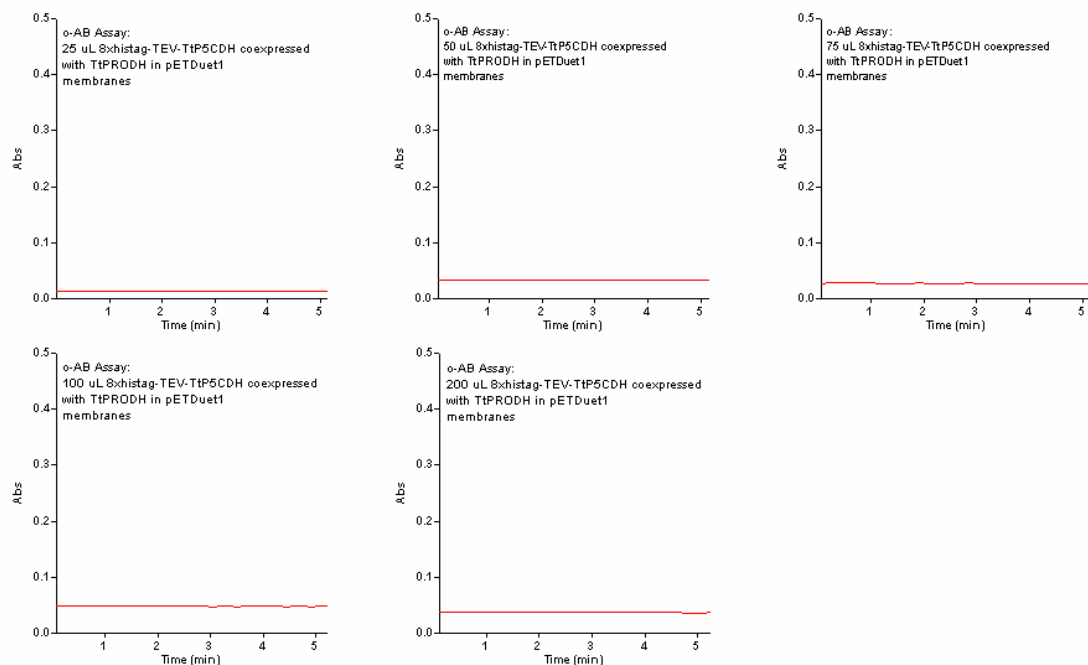 0.5
0.4
0.3
0.2
0.1
0.0
Abs
o-AB Assay:
25 uL 8xhistag-TEV-TtP5CDH coexpressed
with TtPRODH in pETDuet1
membranes
1 2 3 4 5
Time (min)
0.5
0.4
0.3
0.2
0.1
0.0
Abs
o-AB Assay:
50 uL 8xhistag-TEV-TtP5CDH coexpressed
with TtPRODH in pETDuet1
membranes
1 2 3 4 5
Time (min)
0.5
0.4
0.3
0.2
0.1
0.0
Abs
o-AB Assay:
75 uL 8xhistag-TEV-TtP5CDH coexpressed
with TtPRODH in pETDuet1
membranes
1 2 3 4 5
Time (min)
0.5
0.4
0.3
0.2
0.1
0.0
Abs
o-AB Assay:
100 uL 8xhistag-TEV-TtP5CDH coexpressed
with TtPRODH in pETDuet1
membranes
1 2 3 4 5
Time (min)
0.5
0.4
0.3
0.2
0.1
0.0
Abs
o-AB Assay:
200 uL 8xhistag-TEV-TtP5CDH coexpressed
with TtPRODH in pETDuet1
membranes
1 2 3 4 5
Time (min)